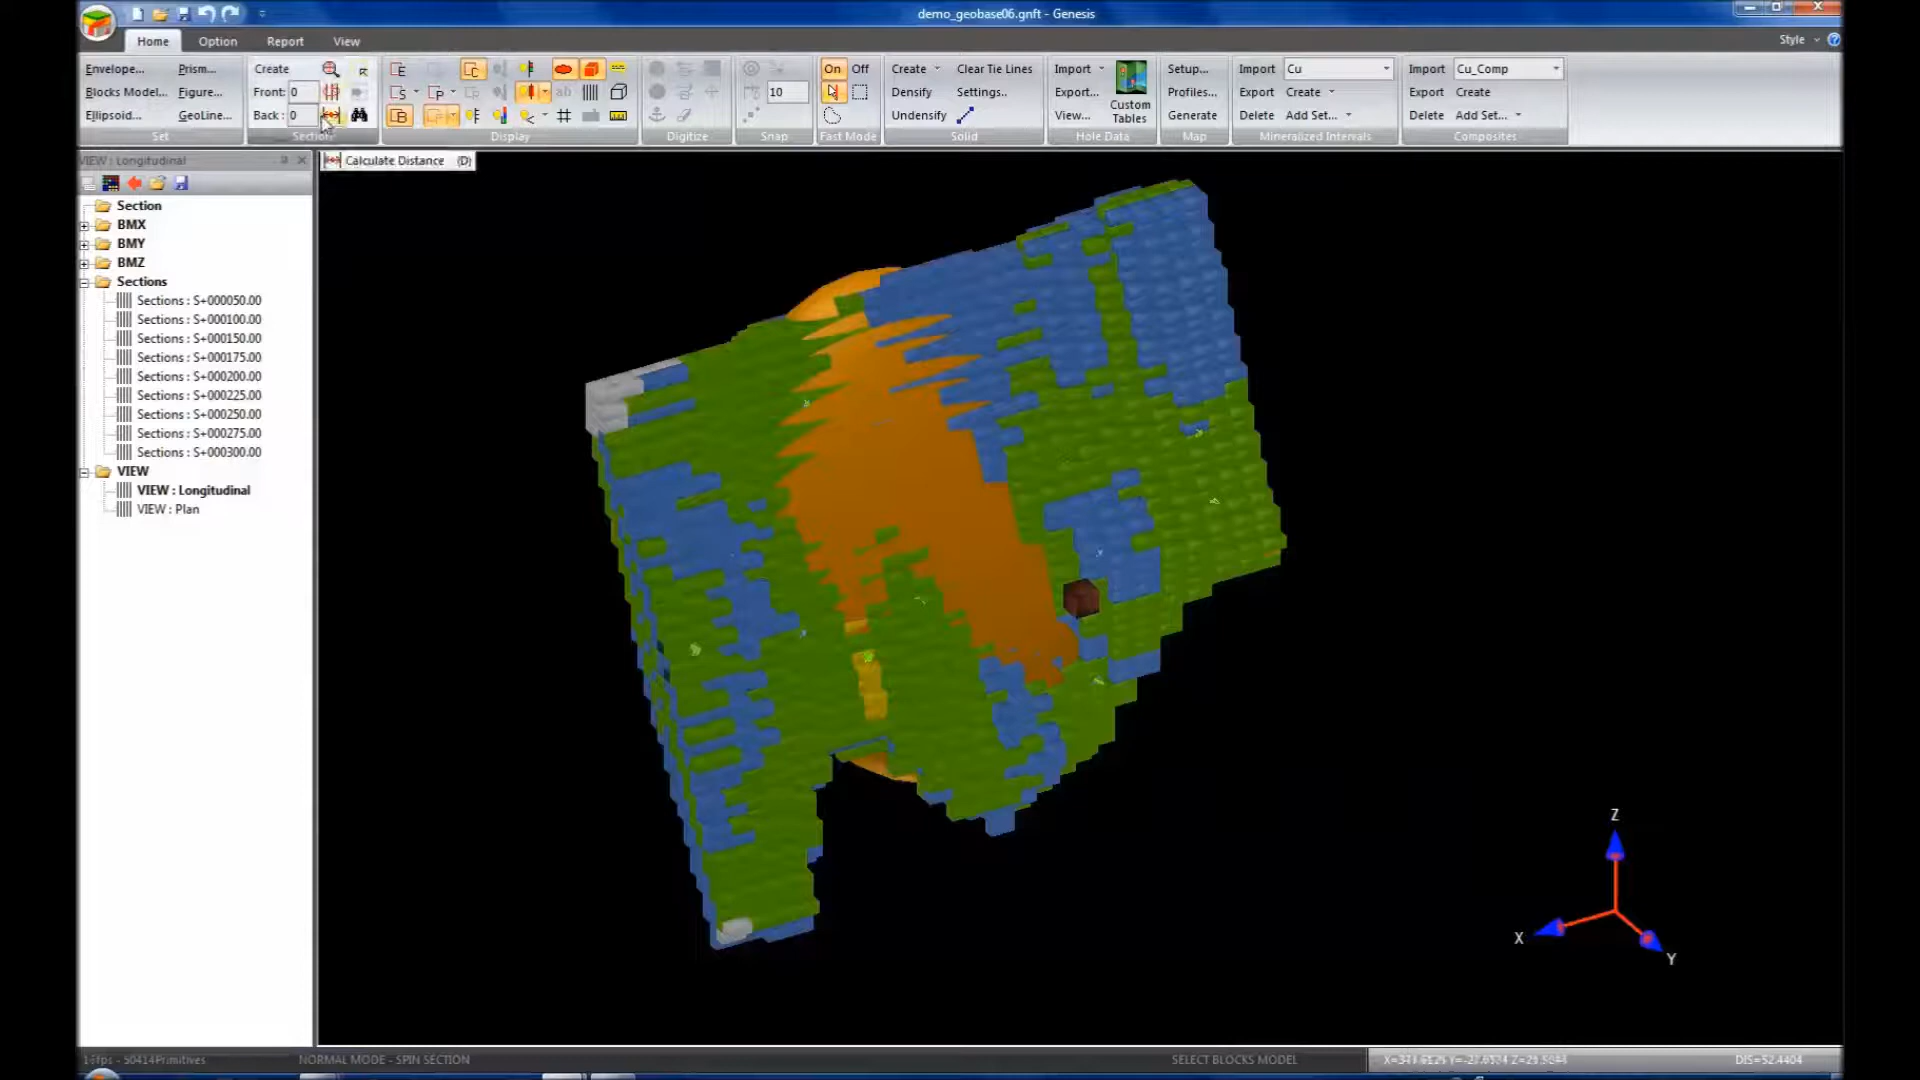 demo_geobase06.gnft - Genesis
Home Option Report View Style
Envelope... Prism... Create On Off Create Clear Tie Lines Import Setup... Import Cu Import Cu_Comp
Blocks Model... Figure... Front: 0 10 Densify Settings.. Export... Profiles... Export Create Export Create
Ellipsoid... GeoLine... Back: 0 Undensify View... Custom Tables Generate Delete Add Set... Delete Add Set...
Set Section Display Digitize Snap Fast Mode Solid Hole Data Map Mineralized Intervals Composites
VIEW : Longitudinal
Calculate Distance (D)
Section
BMX
BMY
BMZ
Sections
Sections : S+000050.00
Sections : S+000100.00
Sections : S+000150.00
Sections : S+000175.00
Sections : S+000200.00
Sections : S+000225.00
Sections : S+000250.00
Sections : S+000275.00
Sections : S+000300.00
VIEW
VIEW : Longitudinal
VIEW : Plan
Z
X
Y
NORMAL MODE - SPIN SECTION SELECT BLOCKS MODEL DIS=52.4404